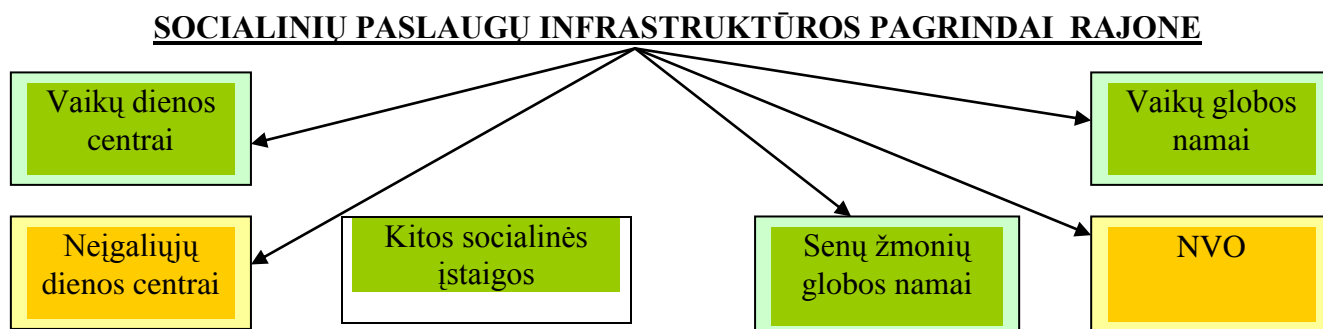 SOCIALINIŲ PASLAUGŲ INFRASTRUKTŪROS PAGRINDAI RAJONE
Vaikų dienos
centrai
Vaikų globos
namai
Neįgaliųjų
dienos centrai
Kitos socialinės
įstaigos
Senų žmonių
globos namai
NVO